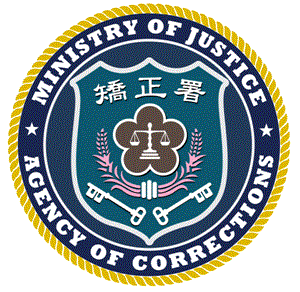 MINISTRY OF JUSTICE
矯正署
AGENCY OF CORRECTIONS